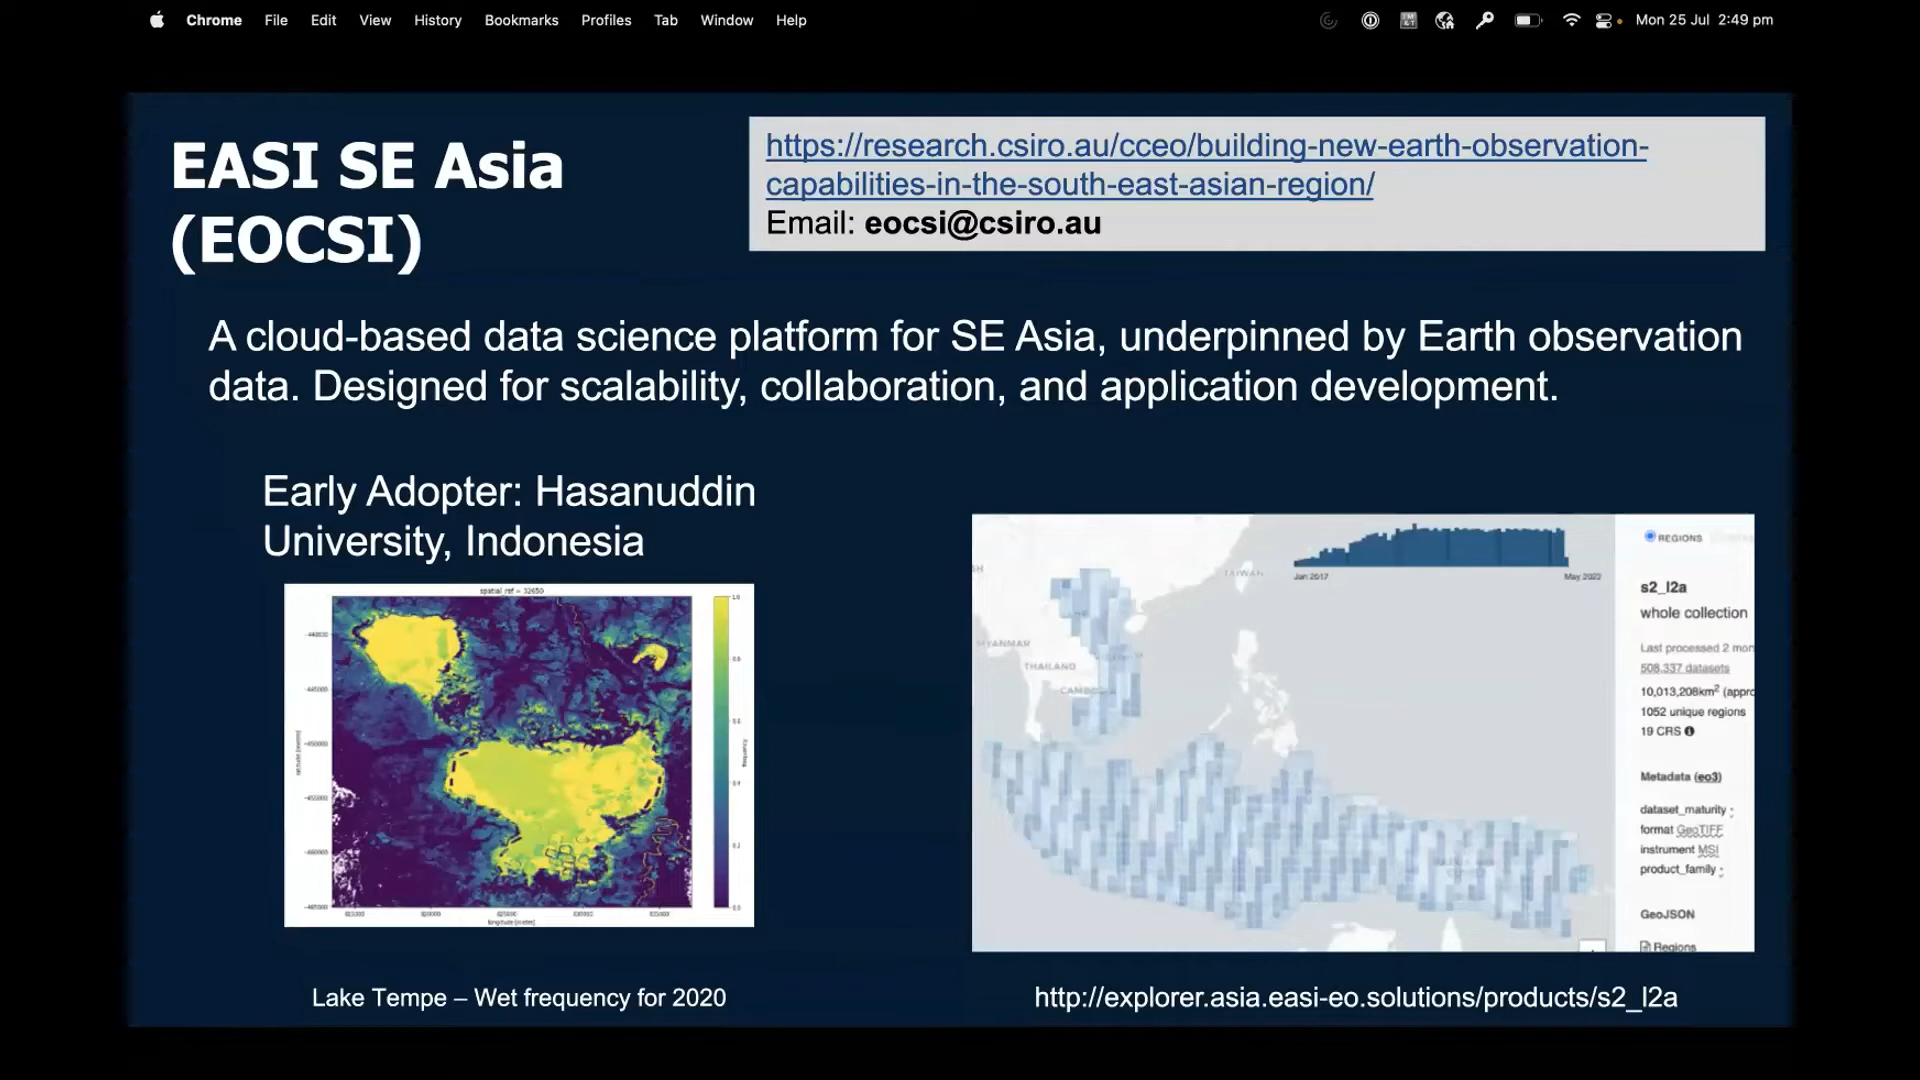 Chrome File Edit View History Bookmarks Profiles Tab Window Help
Mon 25 Jul 2:49 pm
EASI SE Asia
(EOCSI)
https://research.csiro.au/cceo/building-new-earth-observation-
capabilities-in-the-south-east-asian-region/
Email: eocsi@csiro.au
A cloud-based data science platform for SE Asia, underpinned by Earth observation
data. Designed for scalability, collaboration, and application development.
Early Adopter: Hasanuddin
University, Indonesia
spatial_ref = 32650
longitude [metre]
Lake Tempe – Wet frequency for 2020
TAIWAN
MYANMAR
THAILAND
Jan 2017
May 2022
REGIONS
s2_l2a
whole collection
Last processed 2 mon
508,337 datasets
10,013,208km² (appro
1052 unique regions
19 CRS
Metadata (eo3)
dataset_maturity :
format GeoTIFF
instrument MSI
product_family :
GeoJSON
Regions
http://explorer.asia.easi-eo.solutions/products/s2_l2a